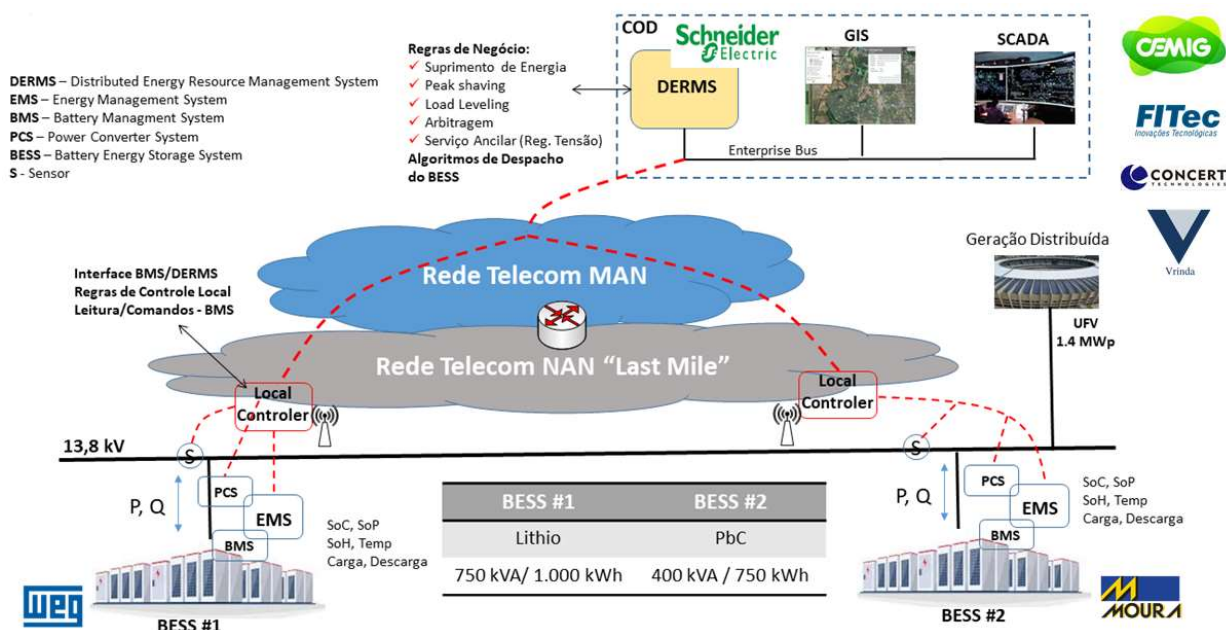 DERMS – Distributed Energy Resource Management System
EMS – Energy Management System
BMS – Battery Managment System
PCS – Power Converter System
BESS – Battery Energy Storage System
S - Sensor
Regras de Negócio:
✓ Suprimento de Energia
✓ Peak shaving
✓ Load Leveling
✓ Arbitragem
✓ Serviço Ancilar (Reg. Tensão)
Algoritmos de Despacho
do BESS
COD
Schneider
Electric
DERMS
GIS
SCADA
Enterprise Bus
CEMIG
FITec
Inovações Tecnológicas
CONCERT
TECHNOLOGIES
Vrinda
Geração Distribuída
UFV
1.4 MWp
Rede Telecom MAN
Rede Telecom NAN “Last Mile”
Interface BMS/DERMS
Regras de Controle Local
Leitura/Comandos - BMS
Local
Controler
Local
Controler
13,8 kV
S
P, Q
PCS
EMS
BMS
SoC, SoP
SoH, Temp
Carga, Descarga
BESS #1
WEG
BESS #1 BESS #2
Lithio PbC
750 kVA/ 1.000 kWh 400 kVA / 750 kWh
S
P, Q
PCS
EMS
BMS
SoC, SoP
SoH, Temp
Carga, Descarga
BESS #2
MOURA